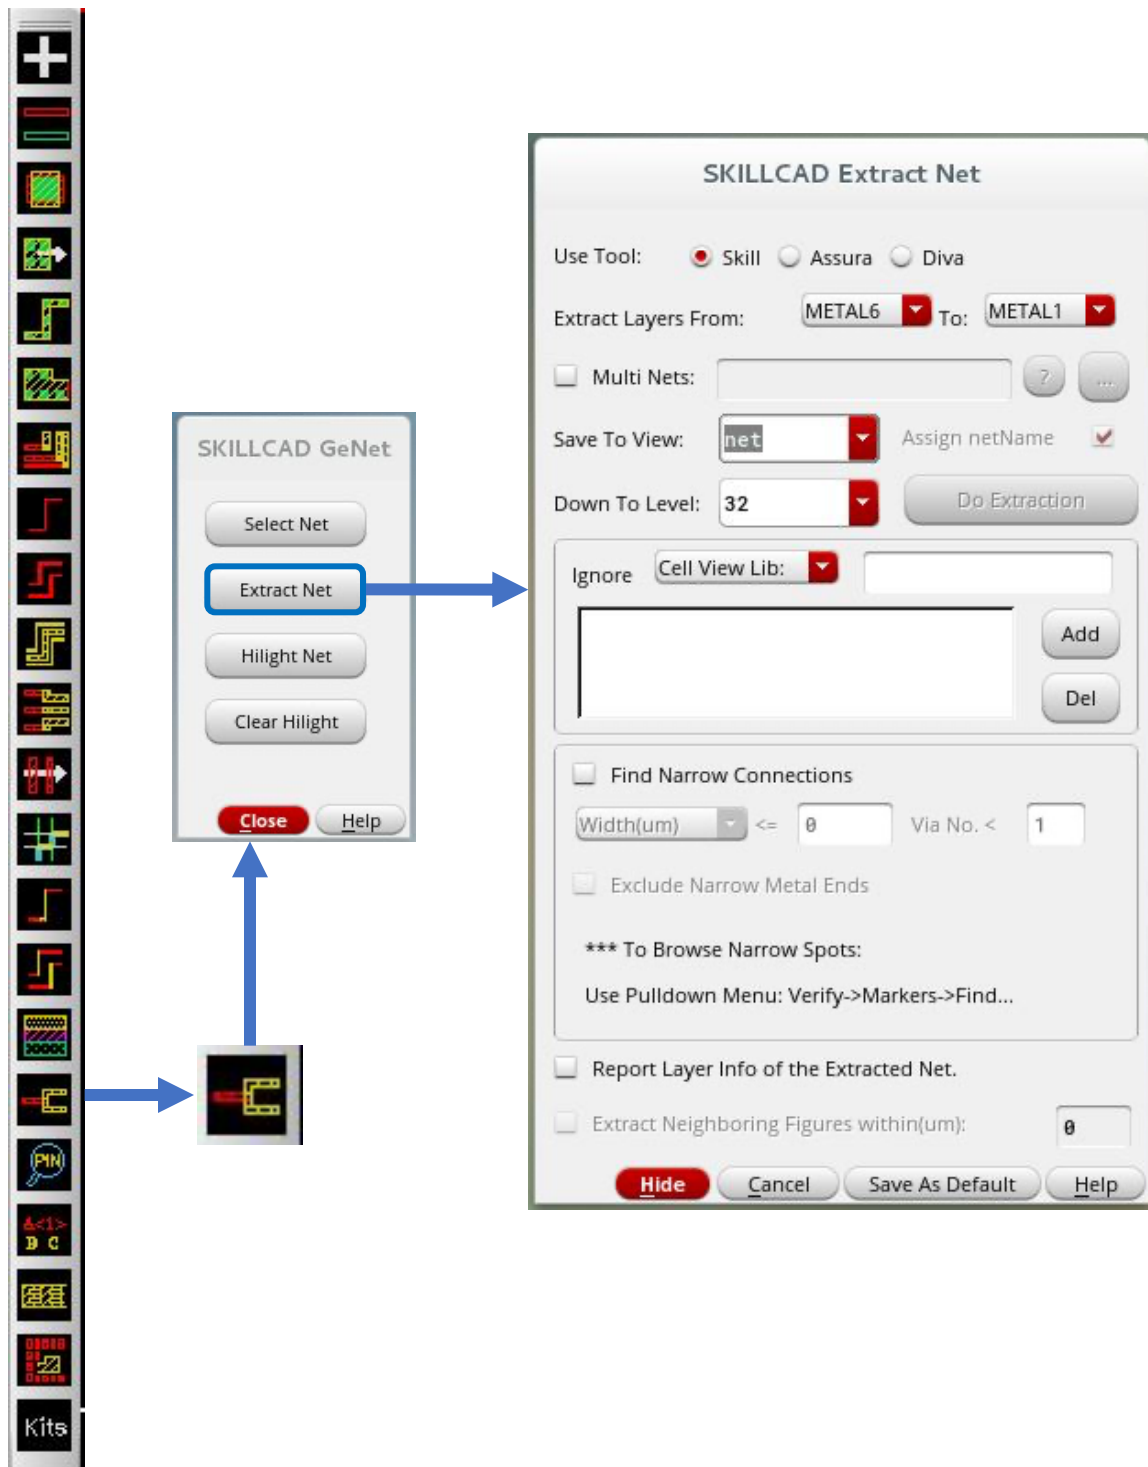 PIN
A<1>
B C
Kits
SKILLCAD GeNet
Select Net
Extract Net
Hilight Net
Clear Hilight
Close Help
SKILLCAD Extract Net
Use Tool: Skill Assura Diva
Extract Layers From: METAL6 To: METAL1
Multi Nets: ? ...
Save To View: net Assign netName
Down To Level: 32 Do Extraction
Ignore Cell View Lib:
Add
Del
Find Narrow Connections
Width(um) <= 0 Via No. < 1
Exclude Narrow Metal Ends
*** To Browse Narrow Spots:
Use Pulldown Menu: Verify->Markers->Find...
Report Layer Info of the Extracted Net.
Extract Neighboring Figures within(um): 0
Hide Cancel Save As Default Help